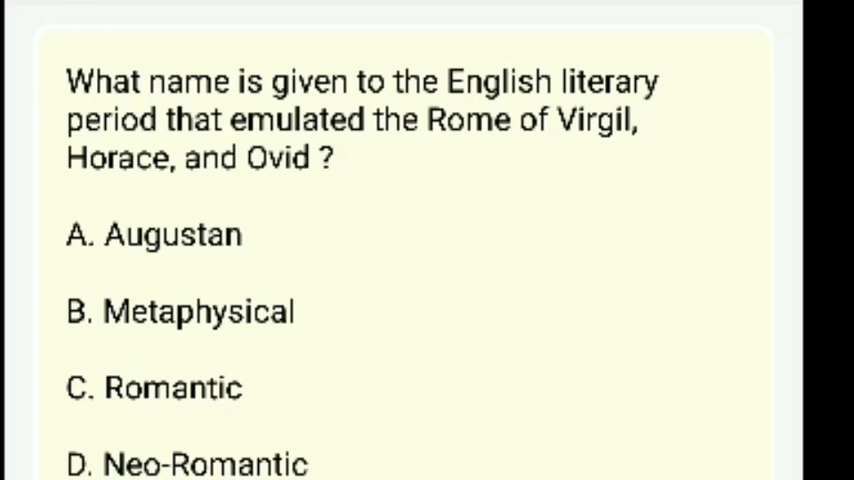 What name is given to the English literary
period that emulated the Rome of Virgil,
Horace, and Ovid ?
A. Augustan
B. Metaphysical
C. Romantic
D. Neo-Romantic